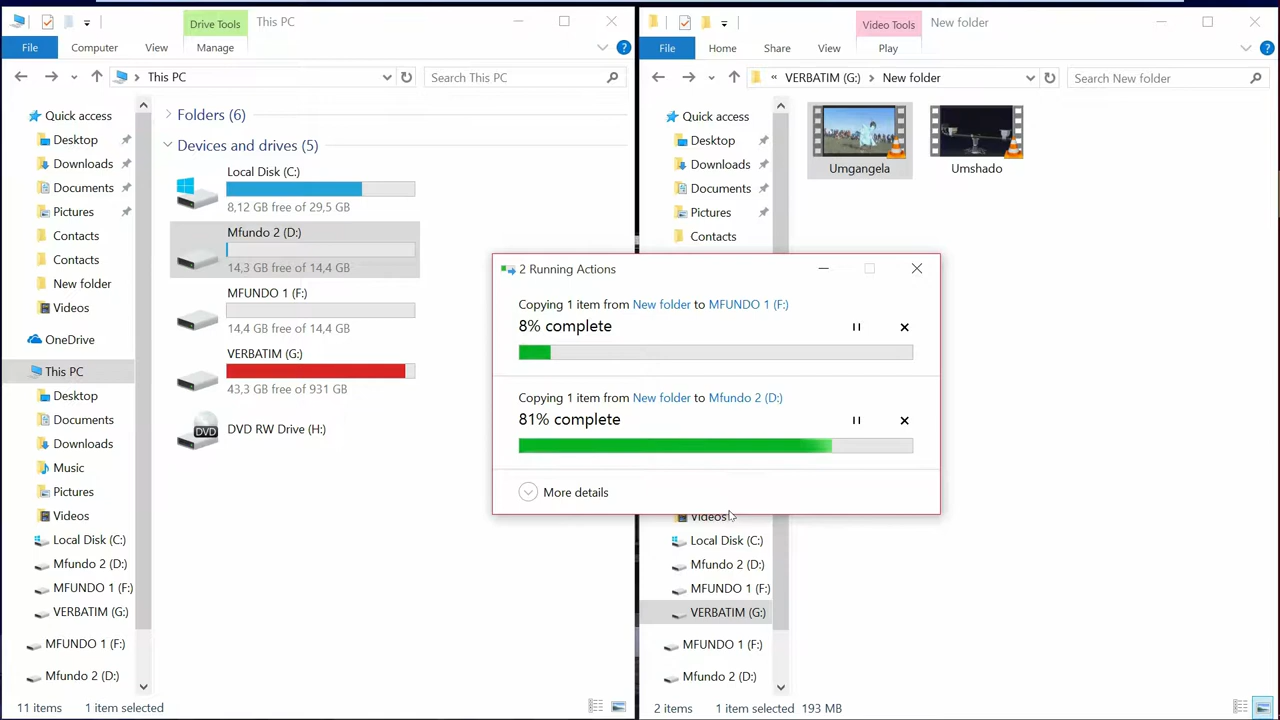 Drive Tools
This PC
File
Computer
View
Manage
This PC
Search This PC
Quick access
Desktop
Downloads
Documents
Pictures
Contacts
Contacts
New folder
Videos
OneDrive
This PC
Desktop
Documents
Downloads
Music
Pictures
Videos
Local Disk (C:)
Mfundo 2 (D:)
MFUNDO 1 (F:)
VERBATIM (G:)
MFUNDO 1 (F:)
Mfundo 2 (D:)
Folders (6)
Devices and drives (5)
Local Disk (C:)
8,12 GB free of 29,5 GB
Mfundo 2 (D:)
14,3 GB free of 14,4 GB
MFUNDO 1 (F:)
14,4 GB free of 14,4 GB
VERBATIM (G:)
43,3 GB free of 931 GB
DVD
DVD RW Drive (H:)
11 items
1 item selected
Video Tools
New folder
File
Home
Share
View
Play
« VERBATIM (G:) > New folder
Search New folder
Quick access
Desktop
Downloads
Documents
Pictures
Contacts
Videos
Local Disk (C:)
Mfundo 2 (D:)
MFUNDO 1 (F:)
VERBATIM (G:)
MFUNDO 1 (F:)
Mfundo 2 (D:)
Umgangela
Umshado
2 items
1 item selected 193 MB
2 Running Actions
Copying 1 item from New folder to MFUNDO 1 (F:)
8% complete
Copying 1 item from New folder to Mfundo 2 (D:)
81% complete
More details